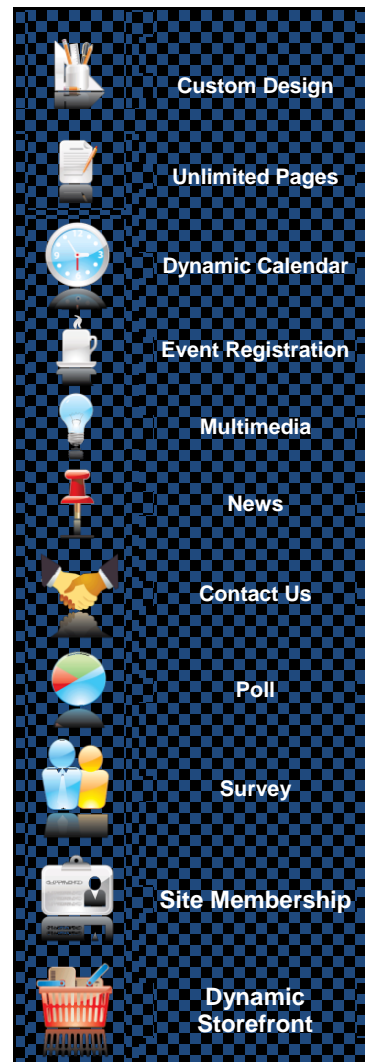 Custom Design
Unlimited Pages
Dynamic Calendar
Event Registration
Multimedia
News
Contact Us
Poll
Survey
Site Membership
Dynamic
Storefront